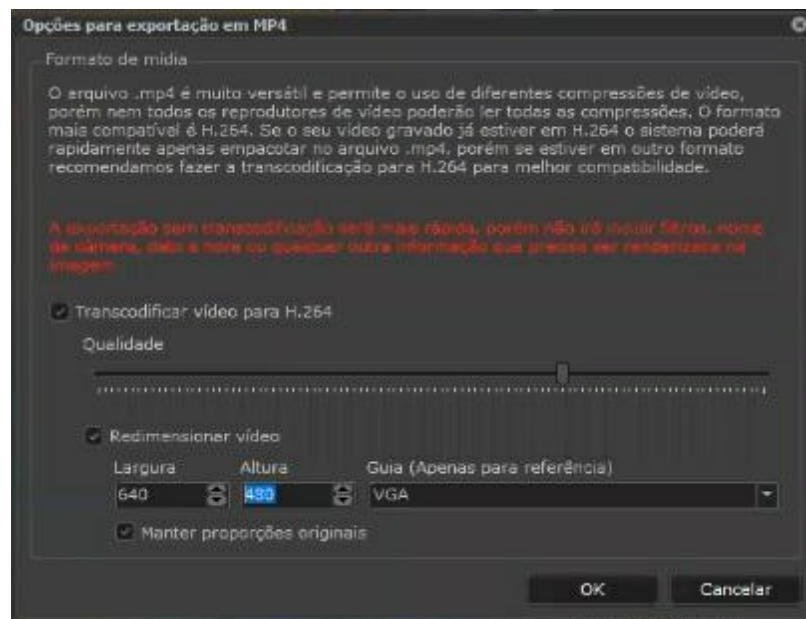 Opções para exportação em MP4
Formato de mídia
O arquivo .mp4 é muito versátil e permite o uso de diferentes compressões de vídeo,
porém nem todos os reprodutores de vídeo poderão ler todas as compressões. O formato
mais compatível é H.264. Se o seu vídeo gravado já estiver em H.264 o sistema poderá
rapidamente apenas empacotar no arquivo .mp4, porém se estiver em outro formato
recomendamos fazer a transcodificação para H.264 para melhor compatibilidade.
A exportação sem transcodificação será mais rápida, porém não irá incluir filtros, nome
da câmera, data e hora ou qualquer outra informação que precise ser renderizada na
imagem
Transcodificar vídeo para H.264
Qualidade
Redimensionar vídeo
Largura Altura Guia (Apenas para referência)
640 480 VGA
Manter proporções originais
OK Cancelar